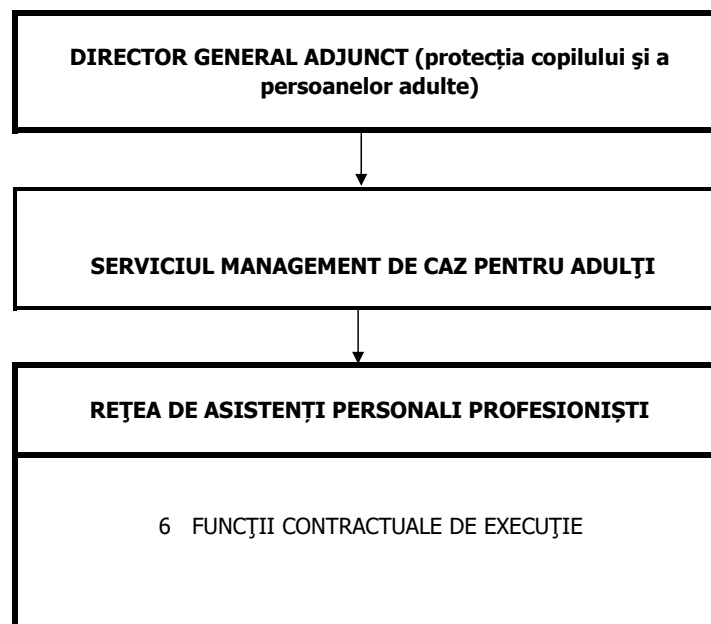 DIRECTOR GENERAL ADJUNCT (protecția copilului şi a
persoanelor adulte)
SERVICIUL MANAGEMENT DE CAZ PENTRU ADULŢI
REŢEA DE ASISTENȚI PERSONALI PROFESIONIȘTI
6 FUNCŢII CONTRACTUALE DE EXECUŢIE